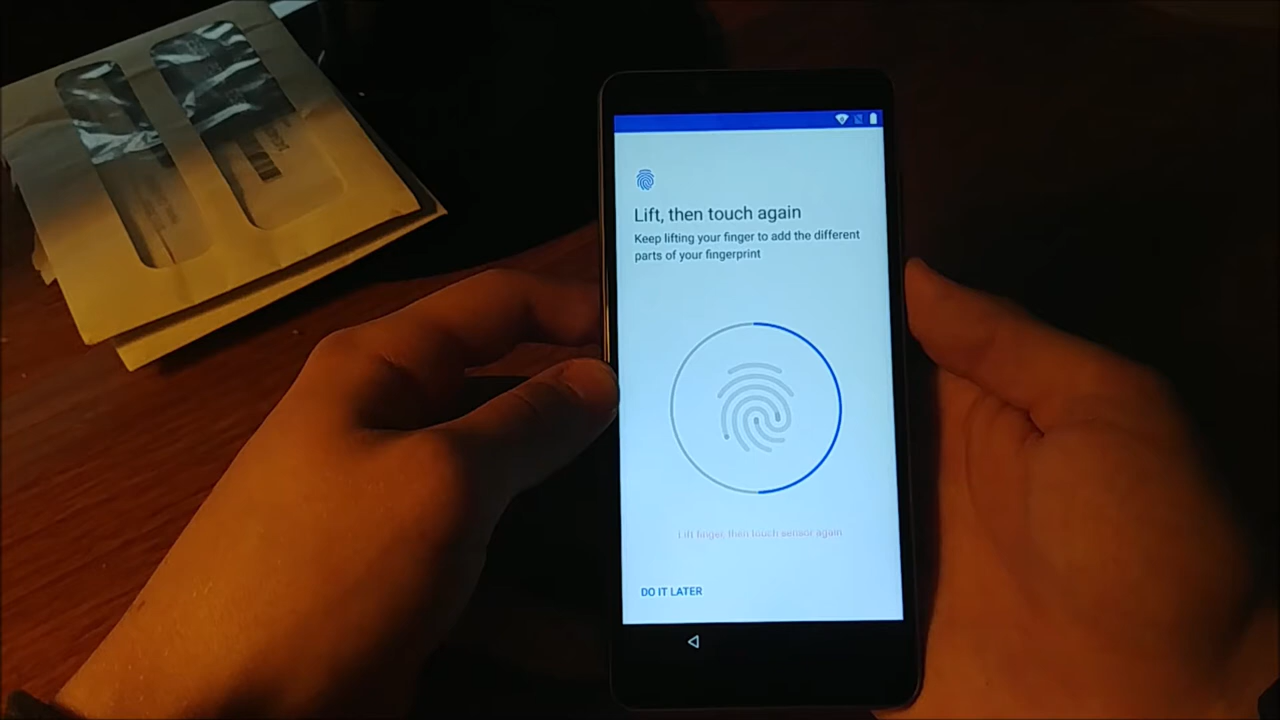 Lift, then touch again
Keep lifting your finger to add the different
parts of your fingerprint
Lift finger, then touch sensor again
DO IT LATER